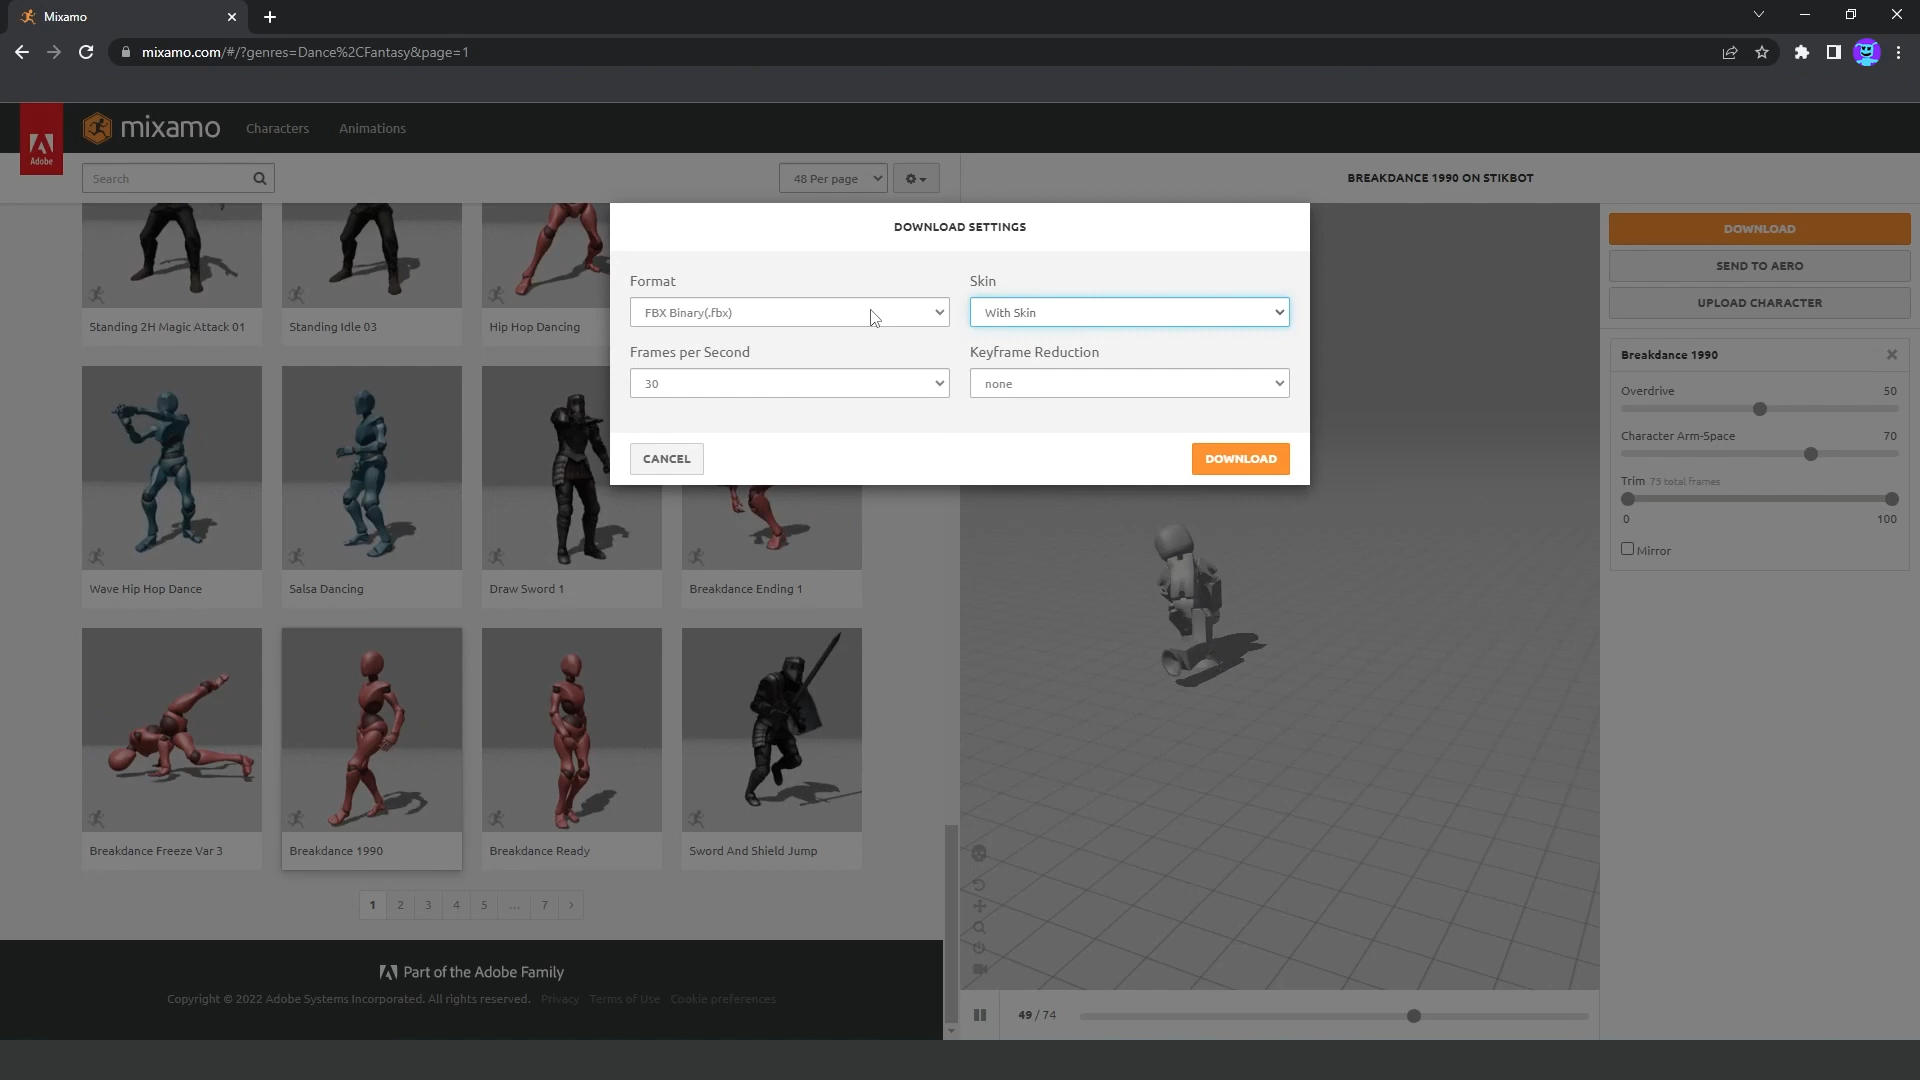 Mixamo
mixamo.com/#/?genres=Dance%2CFantasy&page=1
Adobe
mixamo
Characters
Animations
Search
48 Per page
BREAKDANCE 1990 ON STIKBOT
DOWNLOAD SETTINGS
Format
Skin
FBX Binary(.fbx)
With Skin
Frames per Second
Keyframe Reduction
30
none
CANCEL
DOWNLOAD
DOWNLOAD
SEND TO AERO
UPLOAD CHARACTER
Breakdance 1990
Overdrive 50
Character Arm-Space 70
Trim 75 total frames
0 100
Mirror
Standing 2H Magic Attack 01
Standing Idle 03
Hip Hop Dancing
Wave Hip Hop Dance
Salsa Dancing
Draw Sword 1
Breakdance Ending 1
Breakdance Freeze Var 3
Breakdance 1990
Breakdance Ready
Sword And Shield Jump
1 2 3 4 5 ... 7 >
Part of the Adobe Family
Copyright © 2022 Adobe Systems Incorporated. All rights reserved. Privacy Terms of Use Cookie preferences
49 / 74